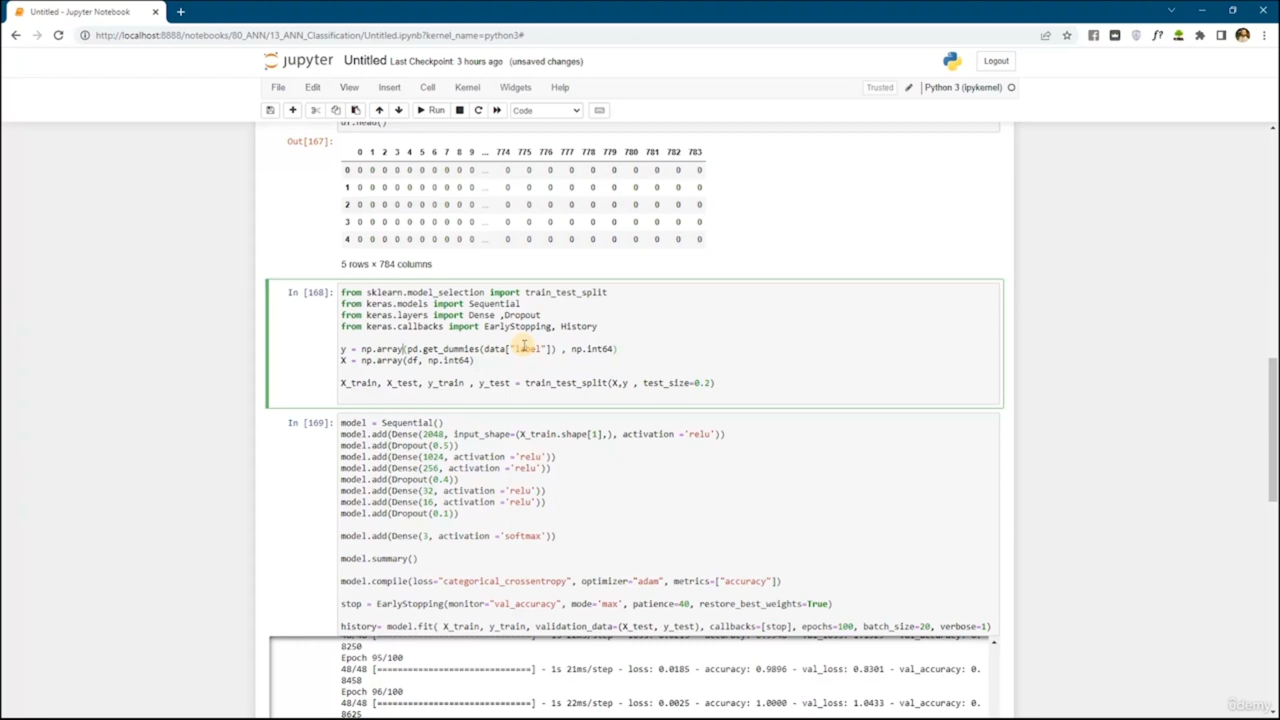 Untitled - Jupyter Notebook
http://localhost:8888/notebooks/80_ANN/13_ANN_Classification/Untitled.ipynb?kernel_name=python3#
jupyter Untitled Last Checkpoint: 3 hours ago (unsaved changes) Logout
File Edit View Insert Cell Kernel Widgets Help Trusted Python 3 (ipykernel)
Run Code
df.head()
Out[167]:
0 1 2 3 4 5 6 7 8 9 ... 774 775 776 777 778 779 780 781 782 783
0 0 0 0 0 0 0 0 0 0 0 ... 0 0 0 0 0 0 0 0 0 0
1 0 0 0 0 0 0 0 0 0 0 ... 0 0 0 0 0 0 0 0 0 0
2 0 0 0 0 0 0 0 0 0 0 ... 0 0 0 0 0 0 0 0 0 0
3 0 0 0 0 0 0 0 0 0 0 ... 0 0 0 0 0 0 0 0 0 0
4 0 0 0 0 0 0 0 0 0 0 ... 0 0 0 0 0 0 0 0 0 0
5 rows × 784 columns
In [168]: from sklearn.model_selection import train_test_split
from keras.models import Sequential
from keras.layers import Dense ,Dropout
from keras.callbacks import EarlyStopping, History
y = np.array(pd.get_dummies(data["label"]) , np.int64)
X = np.array(df, np.int64)
X_train, X_test, y_train , y_test = train_test_split(X,y , test_size=0.2)
In [169]: model = Sequential()
model.add(Dense(2048, input_shape=(X_train.shape[1],), activation ='relu'))
model.add(Dropout(0.5))
model.add(Dense(1024, activation ='relu'))
model.add(Dense(256, activation ='relu'))
model.add(Dropout(0.4))
model.add(Dense(32, activation ='relu'))
model.add(Dense(16, activation ='relu'))
model.add(Dropout(0.1))
model.add(Dense(3, activation ='softmax'))
model.summary()
model.compile(loss="categorical_crossentropy", optimizer="adam", metrics=["accuracy"])
stop = EarlyStopping(monitor="val_accuracy", mode='max', patience=40, restore_best_weights=True)
history= model.fit( X_train, y_train, validation_data=(X_test, y_test), callbacks=[stop], epochs=100, batch_size=20, verbose=1)
8250
Epoch 95/100
48/48 [==============================] - 1s 21ms/step - loss: 0.0185 - accuracy: 0.9896 - val_loss: 0.8301 - val_accuracy: 0.
8458
Epoch 96/100
48/48 [==============================] - 1s 22ms/step - loss: 0.0025 - accuracy: 1.0000 - val_loss: 1.0433 - val_accuracy: 0.
8625
ûdemy